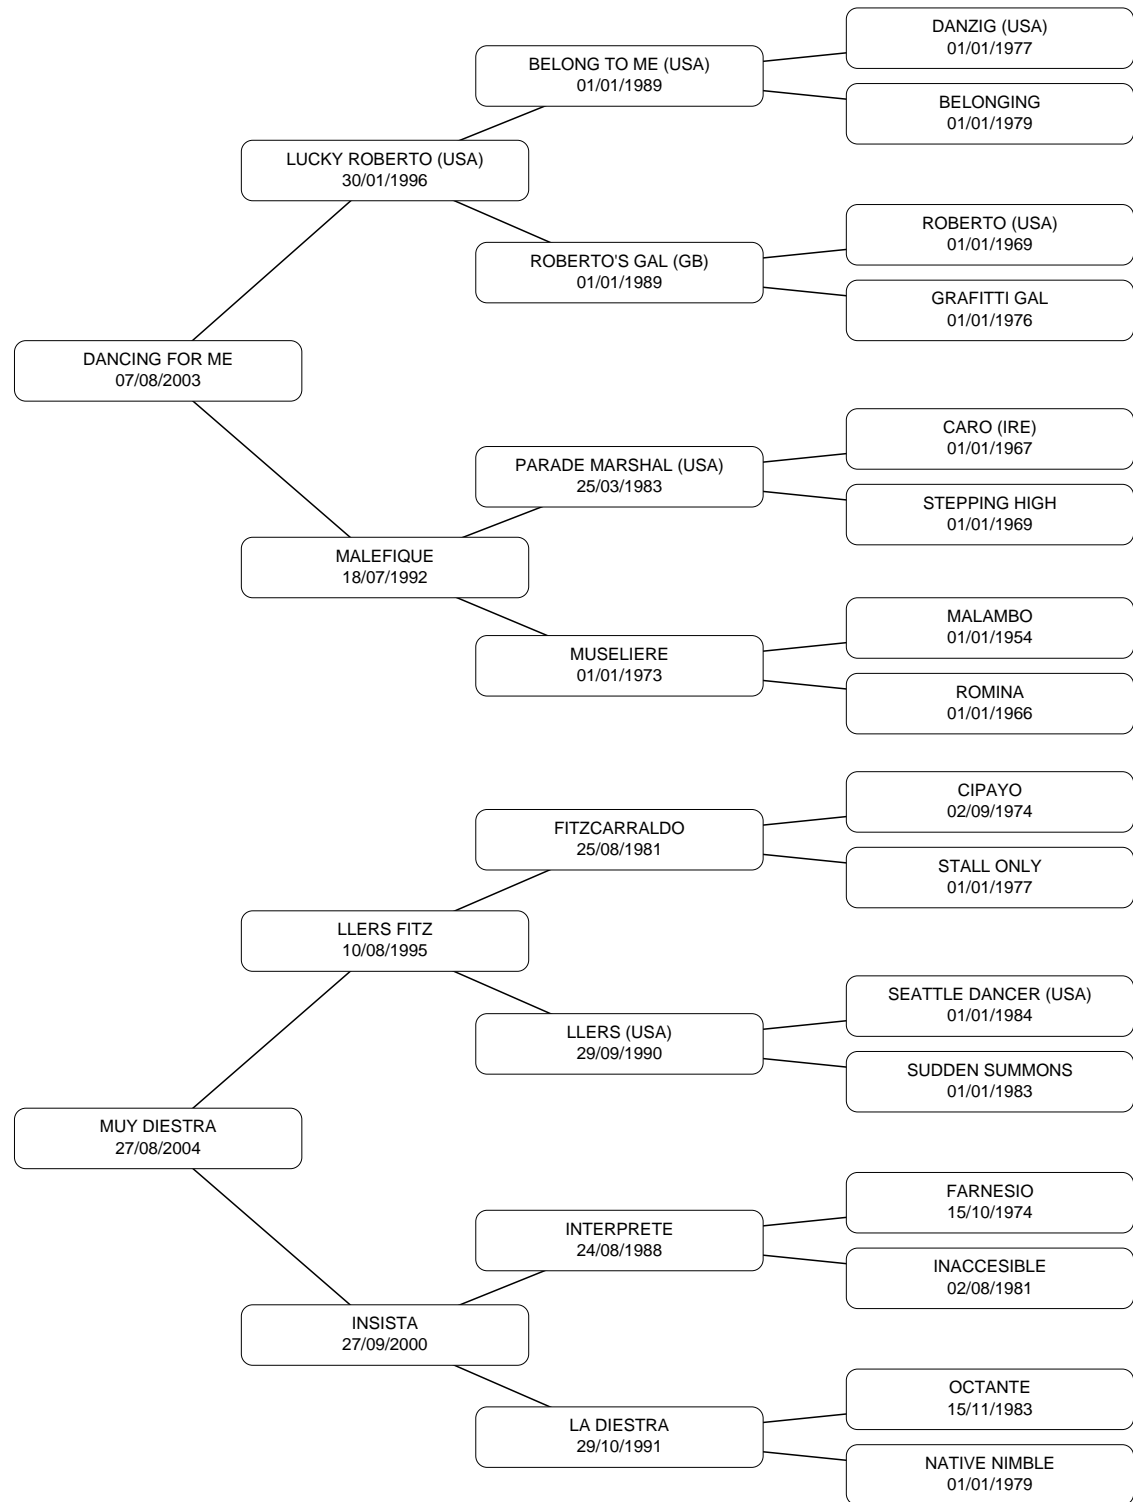 DANZIG (USA)
01/01/1977
BELONG TO ME (USA)
01/01/1989
BELONGING
01/01/1979
LUCKY ROBERTO (USA)
30/01/1996
ROBERTO (USA)
01/01/1969
ROBERTO'S GAL (GB)
01/01/1989
GRAFITTI GAL
01/01/1976
DANCING FOR ME
07/08/2003
CARO (IRE)
01/01/1967
PARADE MARSHAL (USA)
25/03/1983
STEPPING HIGH
01/01/1969
MALEFIQUE
18/07/1992
MALAMBO
01/01/1954
MUSELIERE
01/01/1973
ROMINA
01/01/1966
CIPAYO
02/09/1974
FITZCARRALDO
25/08/1981
STALL ONLY
01/01/1977
LLERS FITZ
10/08/1995
SEATTLE DANCER (USA)
01/01/1984
LLERS (USA)
29/09/1990
SUDDEN SUMMONS
01/01/1983
MUY DIESTRA
27/08/2004
FARNESIO
15/10/1974
INTERPRETE
24/08/1988
INACCESIBLE
02/08/1981
INSISTA
27/09/2000
OCTANTE
15/11/1983
LA DIESTRA
29/10/1991
NATIVE NIMBLE
01/01/1979